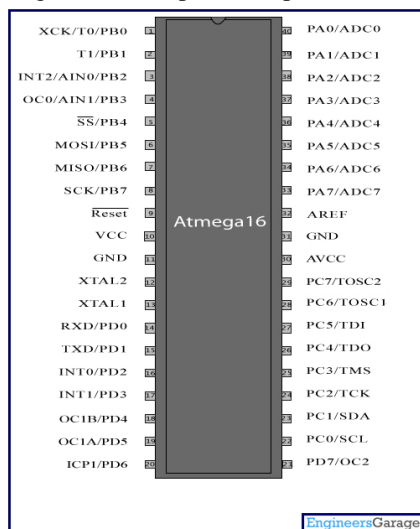 XCK/T0/PB0 1 40 PA0/ADC0
T1/PB1 2 39 PA1/ADC1
INT2/AIN0/PB2 3 38 PA2/ADC2
OC0/AIN1/PB3 4 37 PA3/ADC3
S̅S̅/PB4 5 36 PA4/ADC4
MOSI/PB5 6 35 PA5/ADC5
MISO/PB6 7 34 PA6/ADC6
SCK/PB7 8 33 PA7/ADC7
R̅e̅s̅e̅t̅ 9 32 AREF
Atmega16
VCC 10 31 GND
GND 11 30 AVCC
XTAL2 12 29 PC7/TOSC2
XTAL1 13 28 PC6/TOSC1
RXD/PD0 14 27 PC5/TDI
TXD/PD1 15 26 PC4/TDO
INT0/PD2 16 25 PC3/TMS
INT1/PD3 17 24 PC2/TCK
OC1B/PD4 18 23 PC1/SDA
OC1A/PD5 19 22 PC0/SCL
ICP1/PD6 20 21 PD7/OC2
EngineersGarage